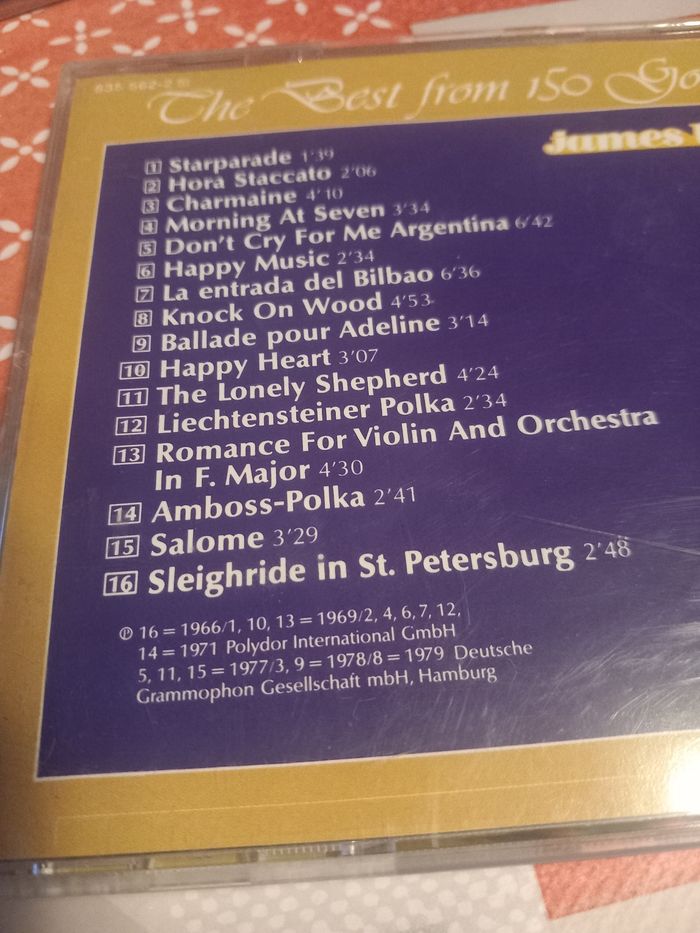 835 662-2
The Best from 150 Go
james
1 Starparade 1'39
2 Hora Staccato 2'06
3 Charmaine 4'10
4 Morning At Seven 3'34
5 Don't Cry For Me Argentina 6'42
6 Happy Music 2'34
7 La entrada del Bilbao 6'36
8 Knock On Wood 4'53
9 Ballade pour Adeline 3'14
10 Happy Heart 3'07
11 The Lonely Shepherd 4'24
12 Liechtensteiner Polka 2'34
13 Romance For Violin And Orchestra
In F. Major 4'30
14 Amboss-Polka 2'41
15 Salome 3'29
16 Sleighride in St. Petersburg 2'48
℗ 16 = 1966/1, 10, 13 = 1969/2, 4, 6, 7, 12,
14 = 1971 Polydor International GmbH
5, 11, 15 = 1977/3, 9 = 1978/8 = 1979 Deutsche
Grammophon Gesellschaft mbH, Hamburg